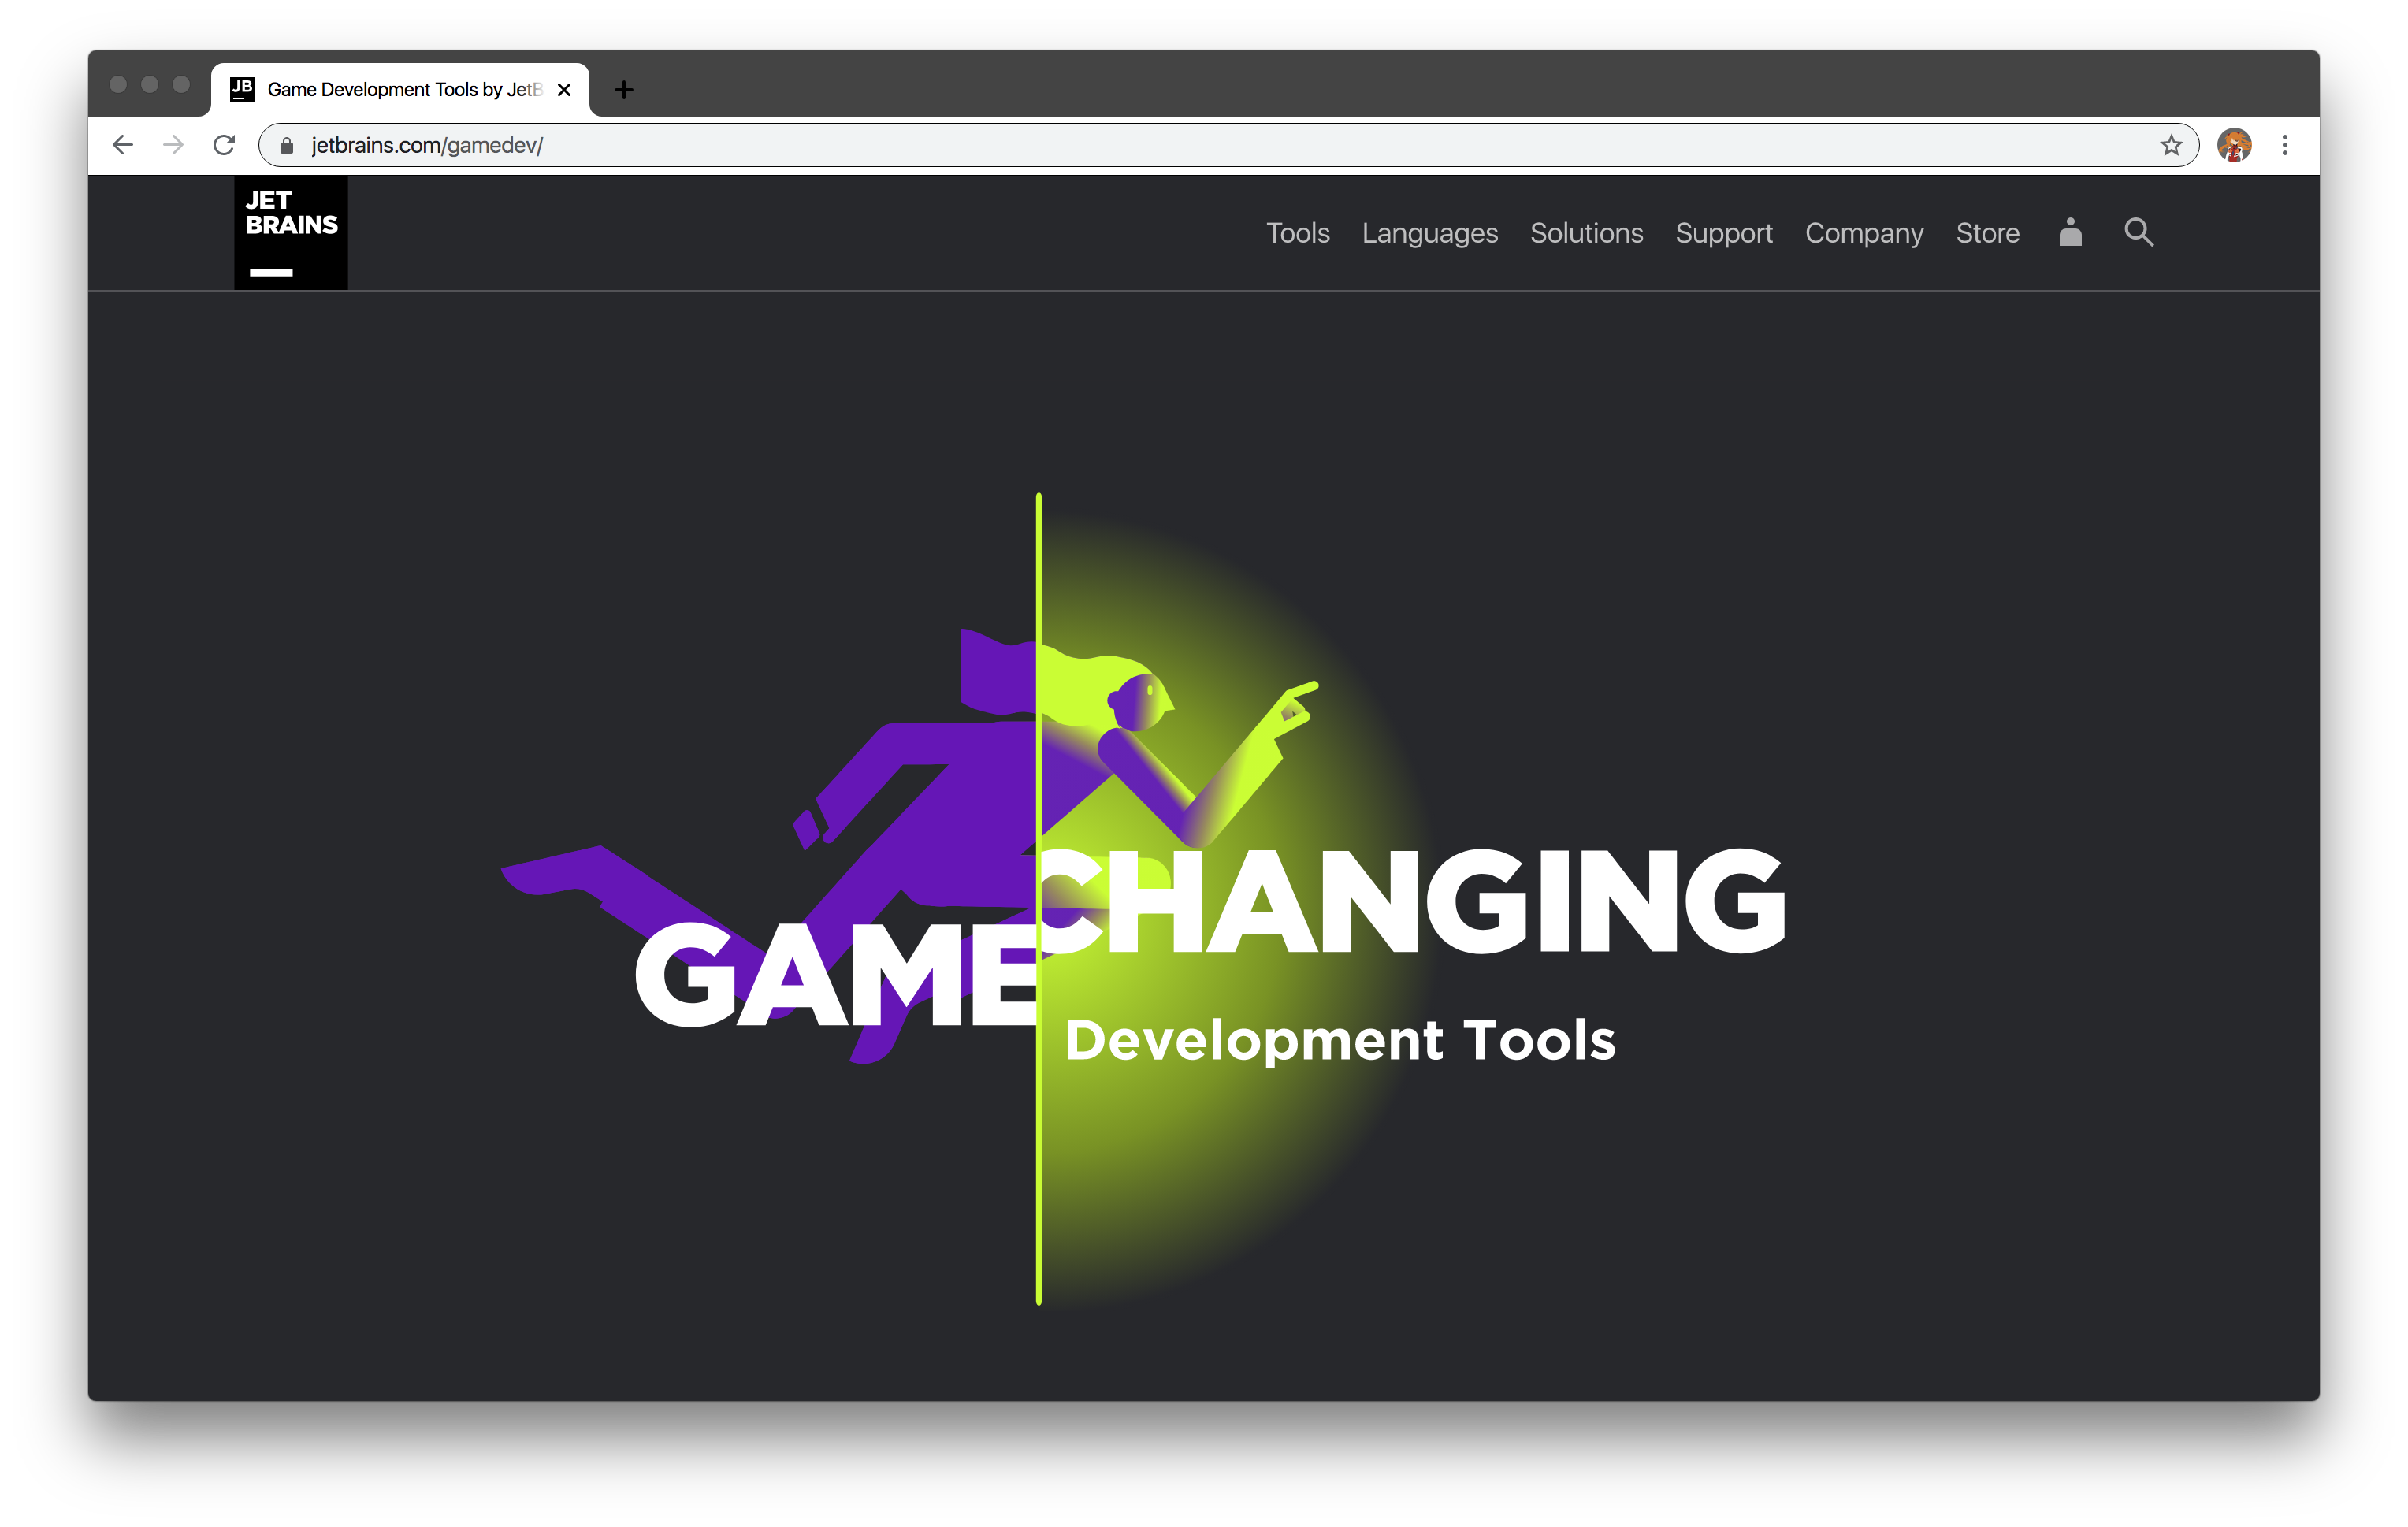 JB Game Development Tools by JetB
jetbrains.com/gamedev/
JET
BRAINS
Tools Languages Solutions Support Company Store
CHANGING
GAME
Development Tools